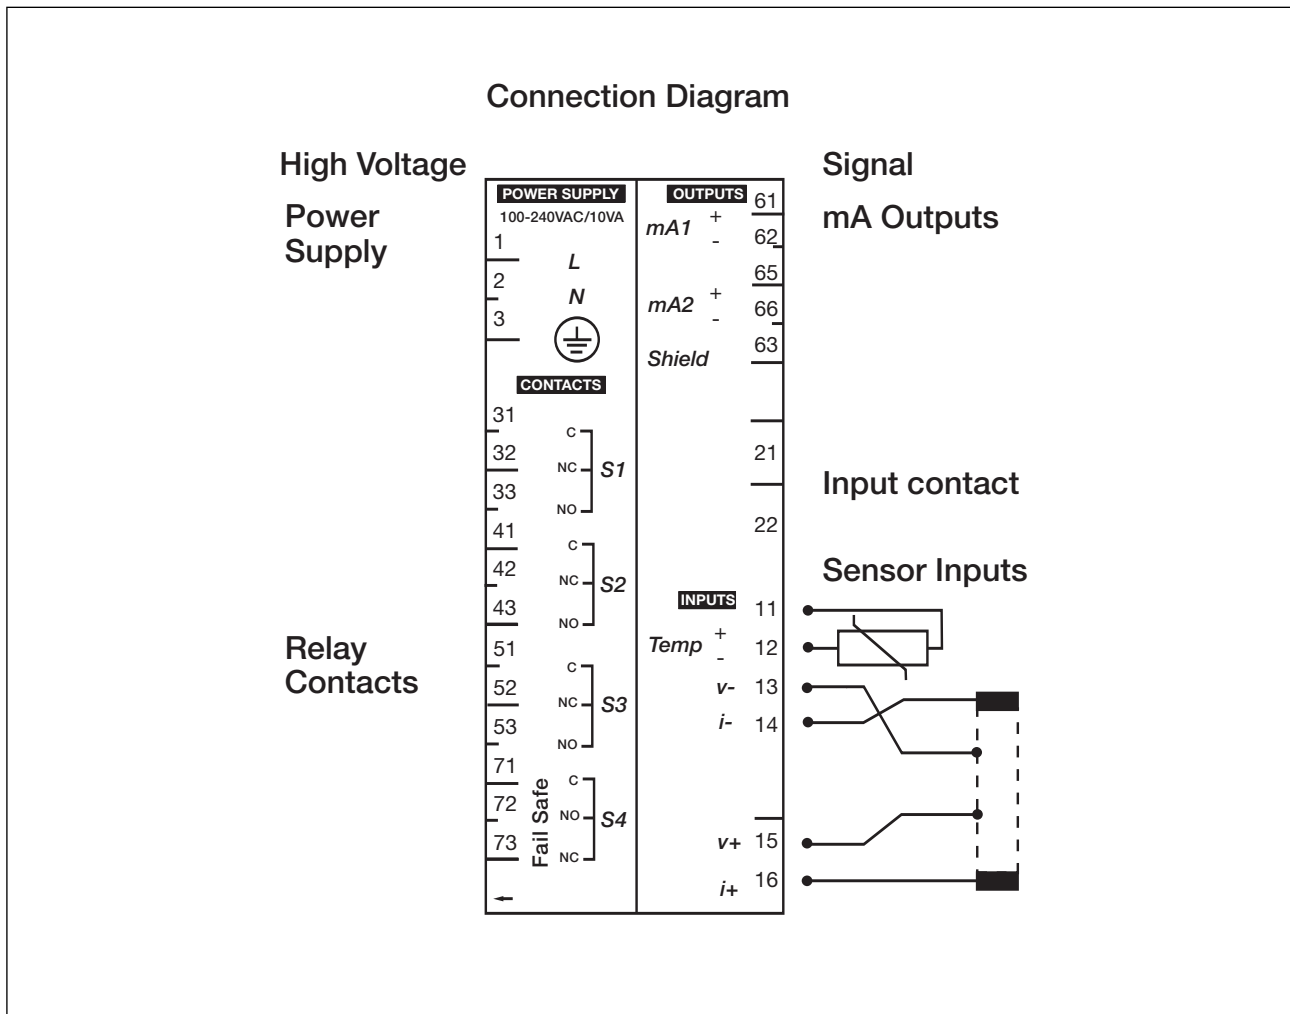 Connection Diagram
High Voltage
Power
Supply
Relay
Contacts
POWER SUPPLY
100-240VAC/10VA
1
L
2
N
3
CONTACTS
31
C
32
NC
S1
33
NO
41
C
42
NC
S2
43
NO
51
C
52
NC
S3
53
NO
71
C
72
NO
S4
73
NC
Fail Safe
OUTPUTS
61
mA1 +
-
62
65
mA2 +
-
66
Shield
63
21
22
INPUTS
11
Temp +
-
12
v- 13
i- 14
v+ 15
i+ 16
Signal
mA Outputs
Input contact
Sensor Inputs